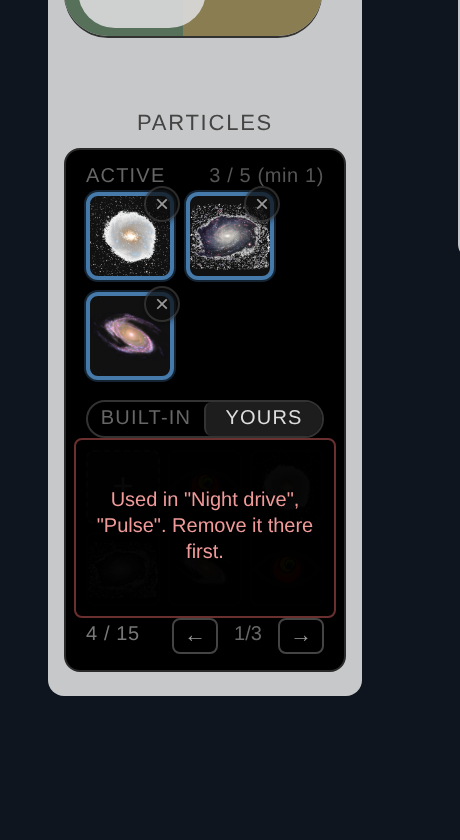 PARTICLES
ACTIVE 3 / 5 (min 1)
✕ ✕
✕
BUILT-IN YOURS
Used in "Night drive",
"Pulse". Remove it there
first.
4 / 15 ← 1/3 →